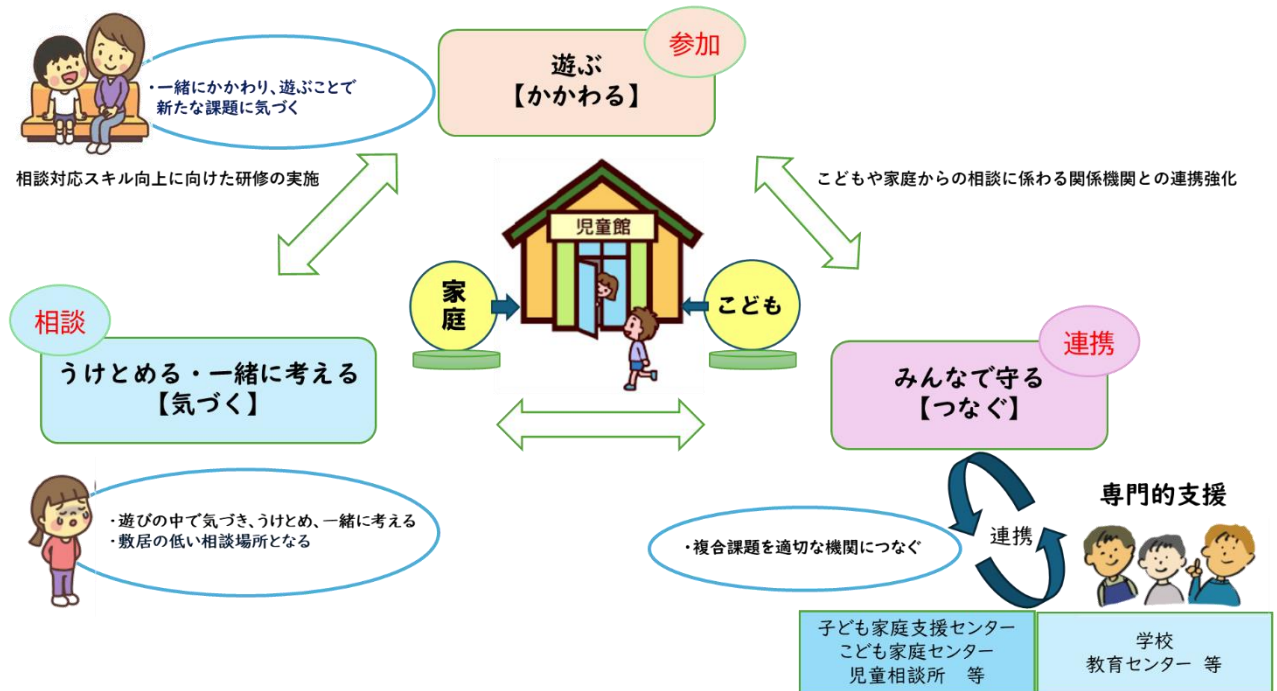 参加
遊ぶ
【かかわる】
・一緒にかかわり、遊ぶことで
新たな課題に気づく
相談対応スキル向上に向けた研修の実施
こどもや家庭からの相談に係わる関係機関との連携強化
児童館
家庭
こども
相談
うけとめる・一緒に考える
【気づく】
連携
みんなで守る
【つなぐ】
・遊びの中で気づき、うけとめ、一緒に考える
・敷居の低い相談場所となる
・複合課題を適切な機関につなぐ
連携
専門的支援
子ども家庭支援センター
こども家庭センター
児童相談所 等
学校
教育センター 等